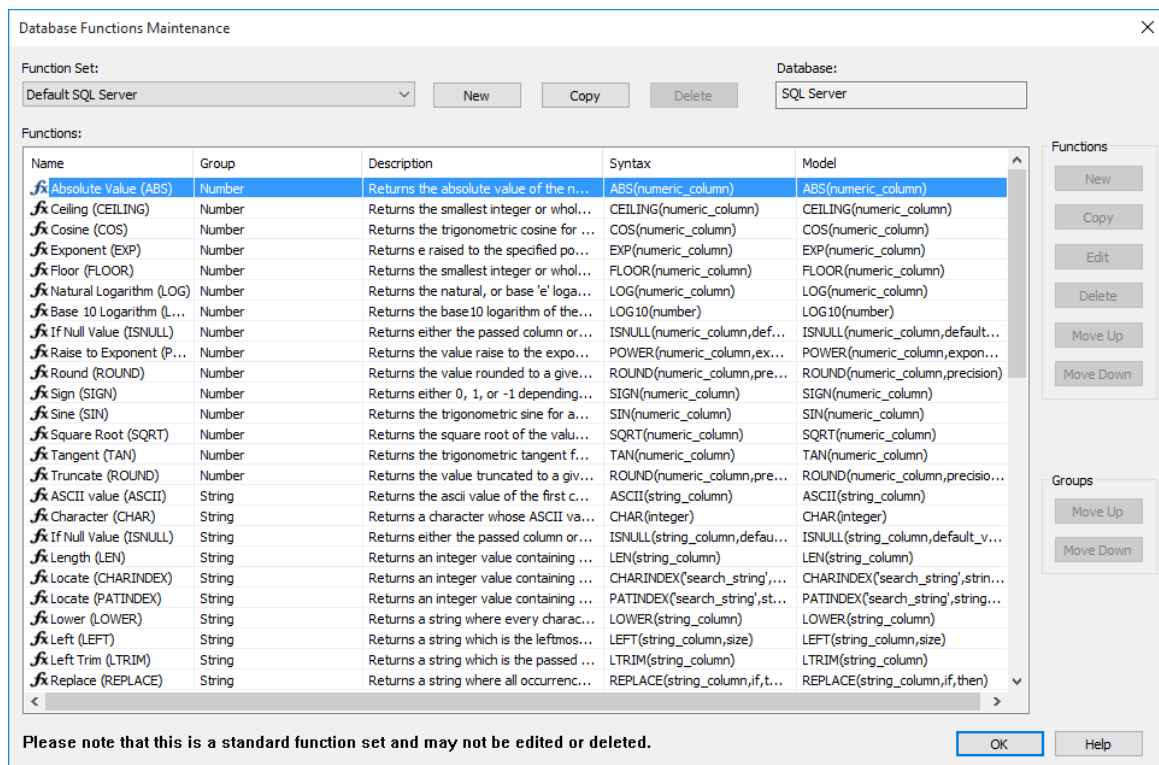 Database Functions Maintenance
Function Set: Database:
Default SQL Server New Copy Delete SQL Server
Functions:
Name Group Description Syntax Model
Absolute Value (ABS) Number Returns the absolute value of the n... ABS(numeric_column) ABS(numeric_column)
Ceiling (CEILING) Number Returns the smallest integer or whol... CEILING(numeric_column) CEILING(numeric_column)
Cosine (COS) Number Returns the trigonometric cosine for ... COS(numeric_column) COS(numeric_column)
Exponent (EXP) Number Returns e raised to the specified po... EXP(numeric_column) EXP(numeric_column)
Floor (FLOOR) Number Returns the smallest integer or whol... FLOOR(numeric_column) FLOOR(numeric_column)
Natural Logarithm (LOG) Number Returns the natural, or base 'e' loga... LOG(numeric_column) LOG(numeric_column)
Base 10 Logarithm (L... Number Returns the base10 logarithm of the... LOG10(number) LOG10(number)
If Null Value (ISNULL) Number Returns either the passed column or... ISNULL(numeric_column,def... ISNULL(numeric_column,default...
Raise to Exponent (P... Number Returns the value raise to the expo... POWER(numeric_column,ex... POWER(numeric_column,expon...
Round (ROUND) Number Returns the value rounded to a give... ROUND(numeric_column,pre... ROUND(numeric_column,precision)
Sign (SIGN) Number Returns either 0, 1, or -1 depending... SIGN(numeric_column) SIGN(numeric_column)
Sine (SIN) Number Returns the trigonometric sine for a... SIN(numeric_column) SIN(numeric_column)
Square Root (SQRT) Number Returns the square root of the valu... SQRT(numeric_column) SQRT(numeric_column)
Tangent (TAN) Number Returns the trigonometric tangent f... TAN(numeric_column) TAN(numeric_column)
Truncate (ROUND) Number Returns the value truncated to a giv... ROUND(numeric_column,pre... ROUND(numeric_column,precisio...
ASCII value (ASCII) String Returns the ascii value of the first c... ASCII(string_column) ASCII(string_column)
Character (CHAR) String Returns a character whose ASCII va... CHAR(integer) CHAR(integer)
If Null Value (ISNULL) String Returns either the passed column or... ISNULL(string_column,defau... ISNULL(string_column,default_v...
Length (LEN) String Returns an integer value containing ... LEN(string_column) LEN(string_column)
Locate (CHARINDEX) String Returns an integer value containing ... CHARINDEX('search_string',... CHARINDEX('search_string',strin...
Locate (PATINDEX) String Returns an integer value containing ... PATINDEX('search_string',st... PATINDEX('search_string',string...
Lower (LOWER) String Returns a string where every charac... LOWER(string_column) LOWER(string_column)
Left (LEFT) String Returns a string which is the leftmos... LEFT(string_column,size) LEFT(string_column,size)
Left Trim (LTRIM) String Returns a string which is the passed ... LTRIM(string_column) LTRIM(string_column)
Replace (REPLACE) String Returns a string where all occurrenc... REPLACE(string_column,if,t... REPLACE(string_column,if,then)
Functions
New
Copy
Edit
Delete
Move Up
Move Down
Groups
Move Up
Move Down
Please note that this is a standard function set and may not be edited or deleted.
OK Help